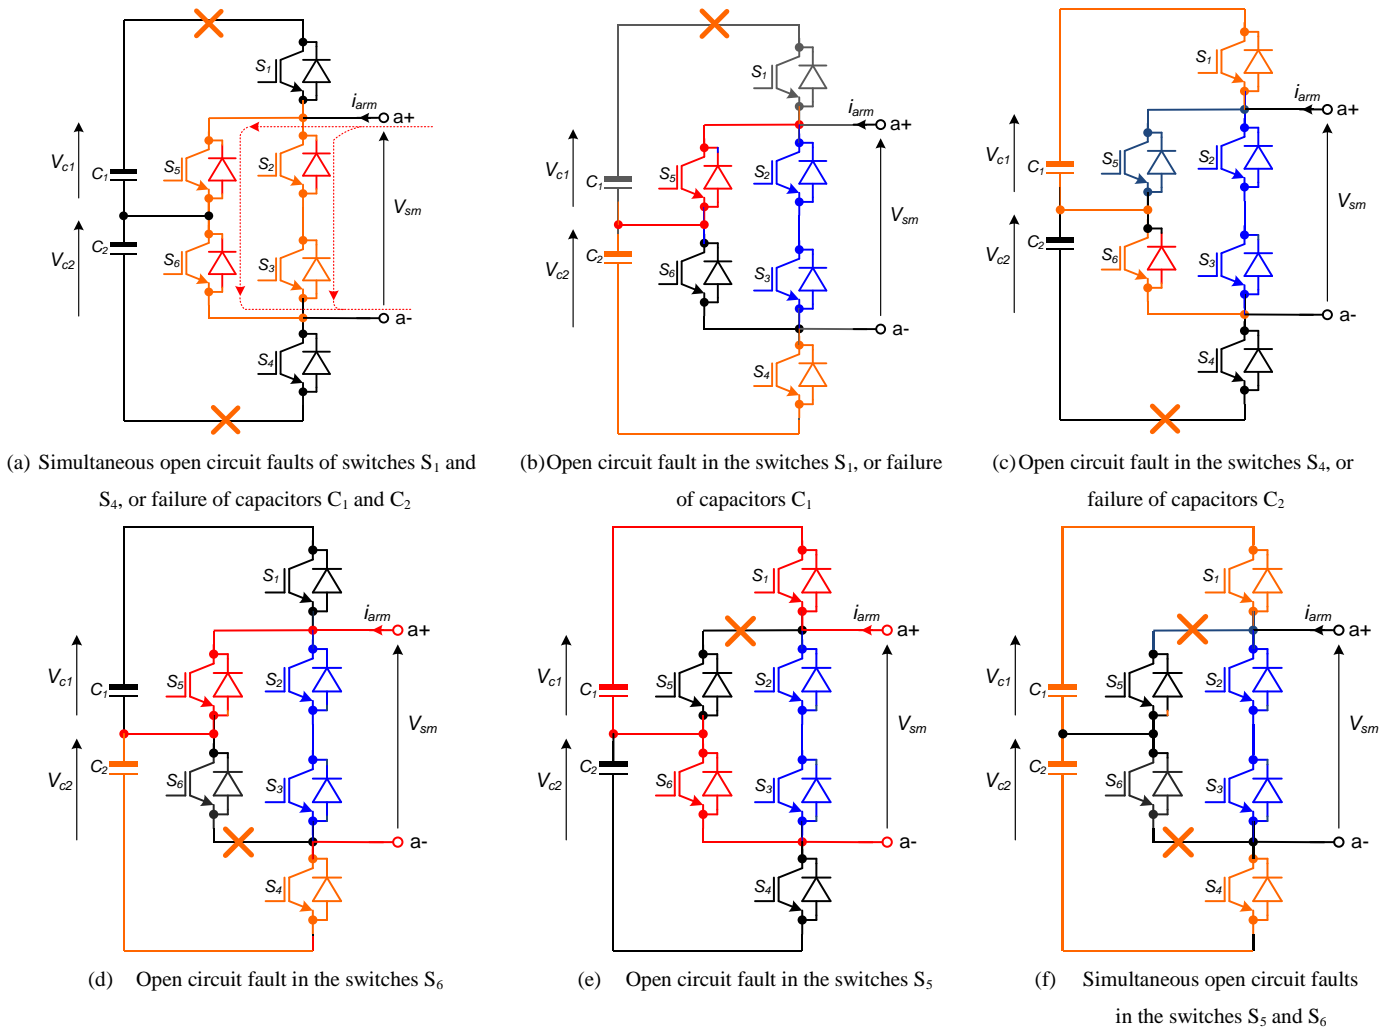 S1
iarm
a+
S5
S2
Vc1
C1
Vsm
Vc2
C2
S6
S3
a-
S4
(a) Simultaneous open circuit faults of switches S1 and
S4, or failure of capacitors C1 and C2
S1
iarm
a+
S5
S2
Vc1
C1
Vsm
Vc2
C2
S6
S3
a-
S4
(b) Open circuit fault in the switches S1, or failure
of capacitors C1
S1
iarm
a+
S5
S2
Vc1
C1
Vsm
Vc2
C2
S6
S3
a-
S4
(c) Open circuit fault in the switches S4, or
failure of capacitors C2
S1
iarm
a+
S5
S2
Vc1
C1
Vsm
Vc2
C2
S6
S3
a-
S4
(d) Open circuit fault in the switches S6
S1
iarm
a+
S5
S2
Vc1
C1
Vsm
Vc2
C2
S6
S3
a-
S4
(e) Open circuit fault in the switches S5
S1
iarm
a+
S5
S2
Vc1
C1
Vsm
Vc2
C2
S6
S3
a-
S4
(f) Simultaneous open circuit faults
in the switches S5 and S6